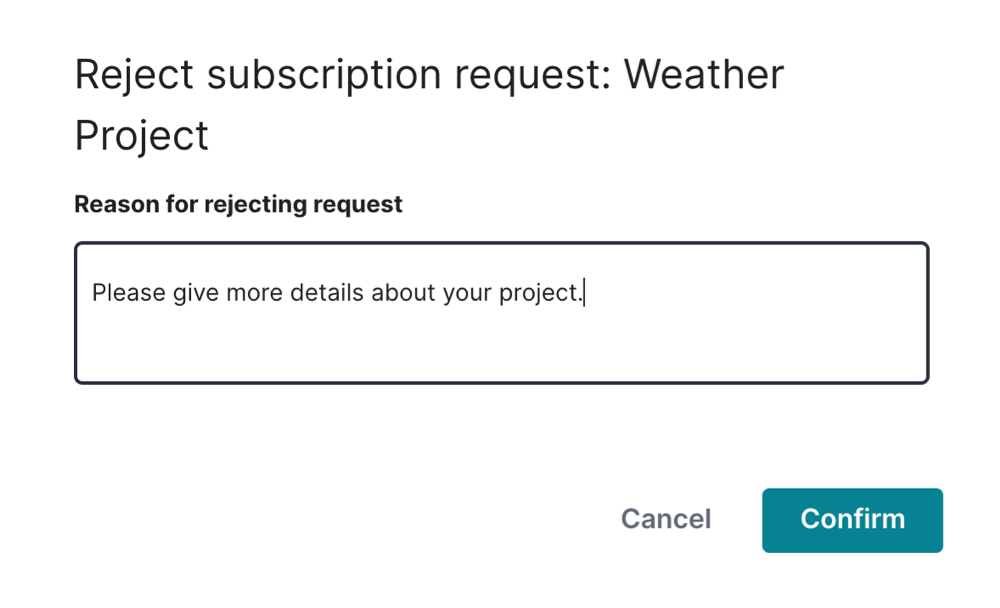 Reject subscription request: Weather
Project
Reason for rejecting request
Please give more details about your project.
Cancel
Confirm